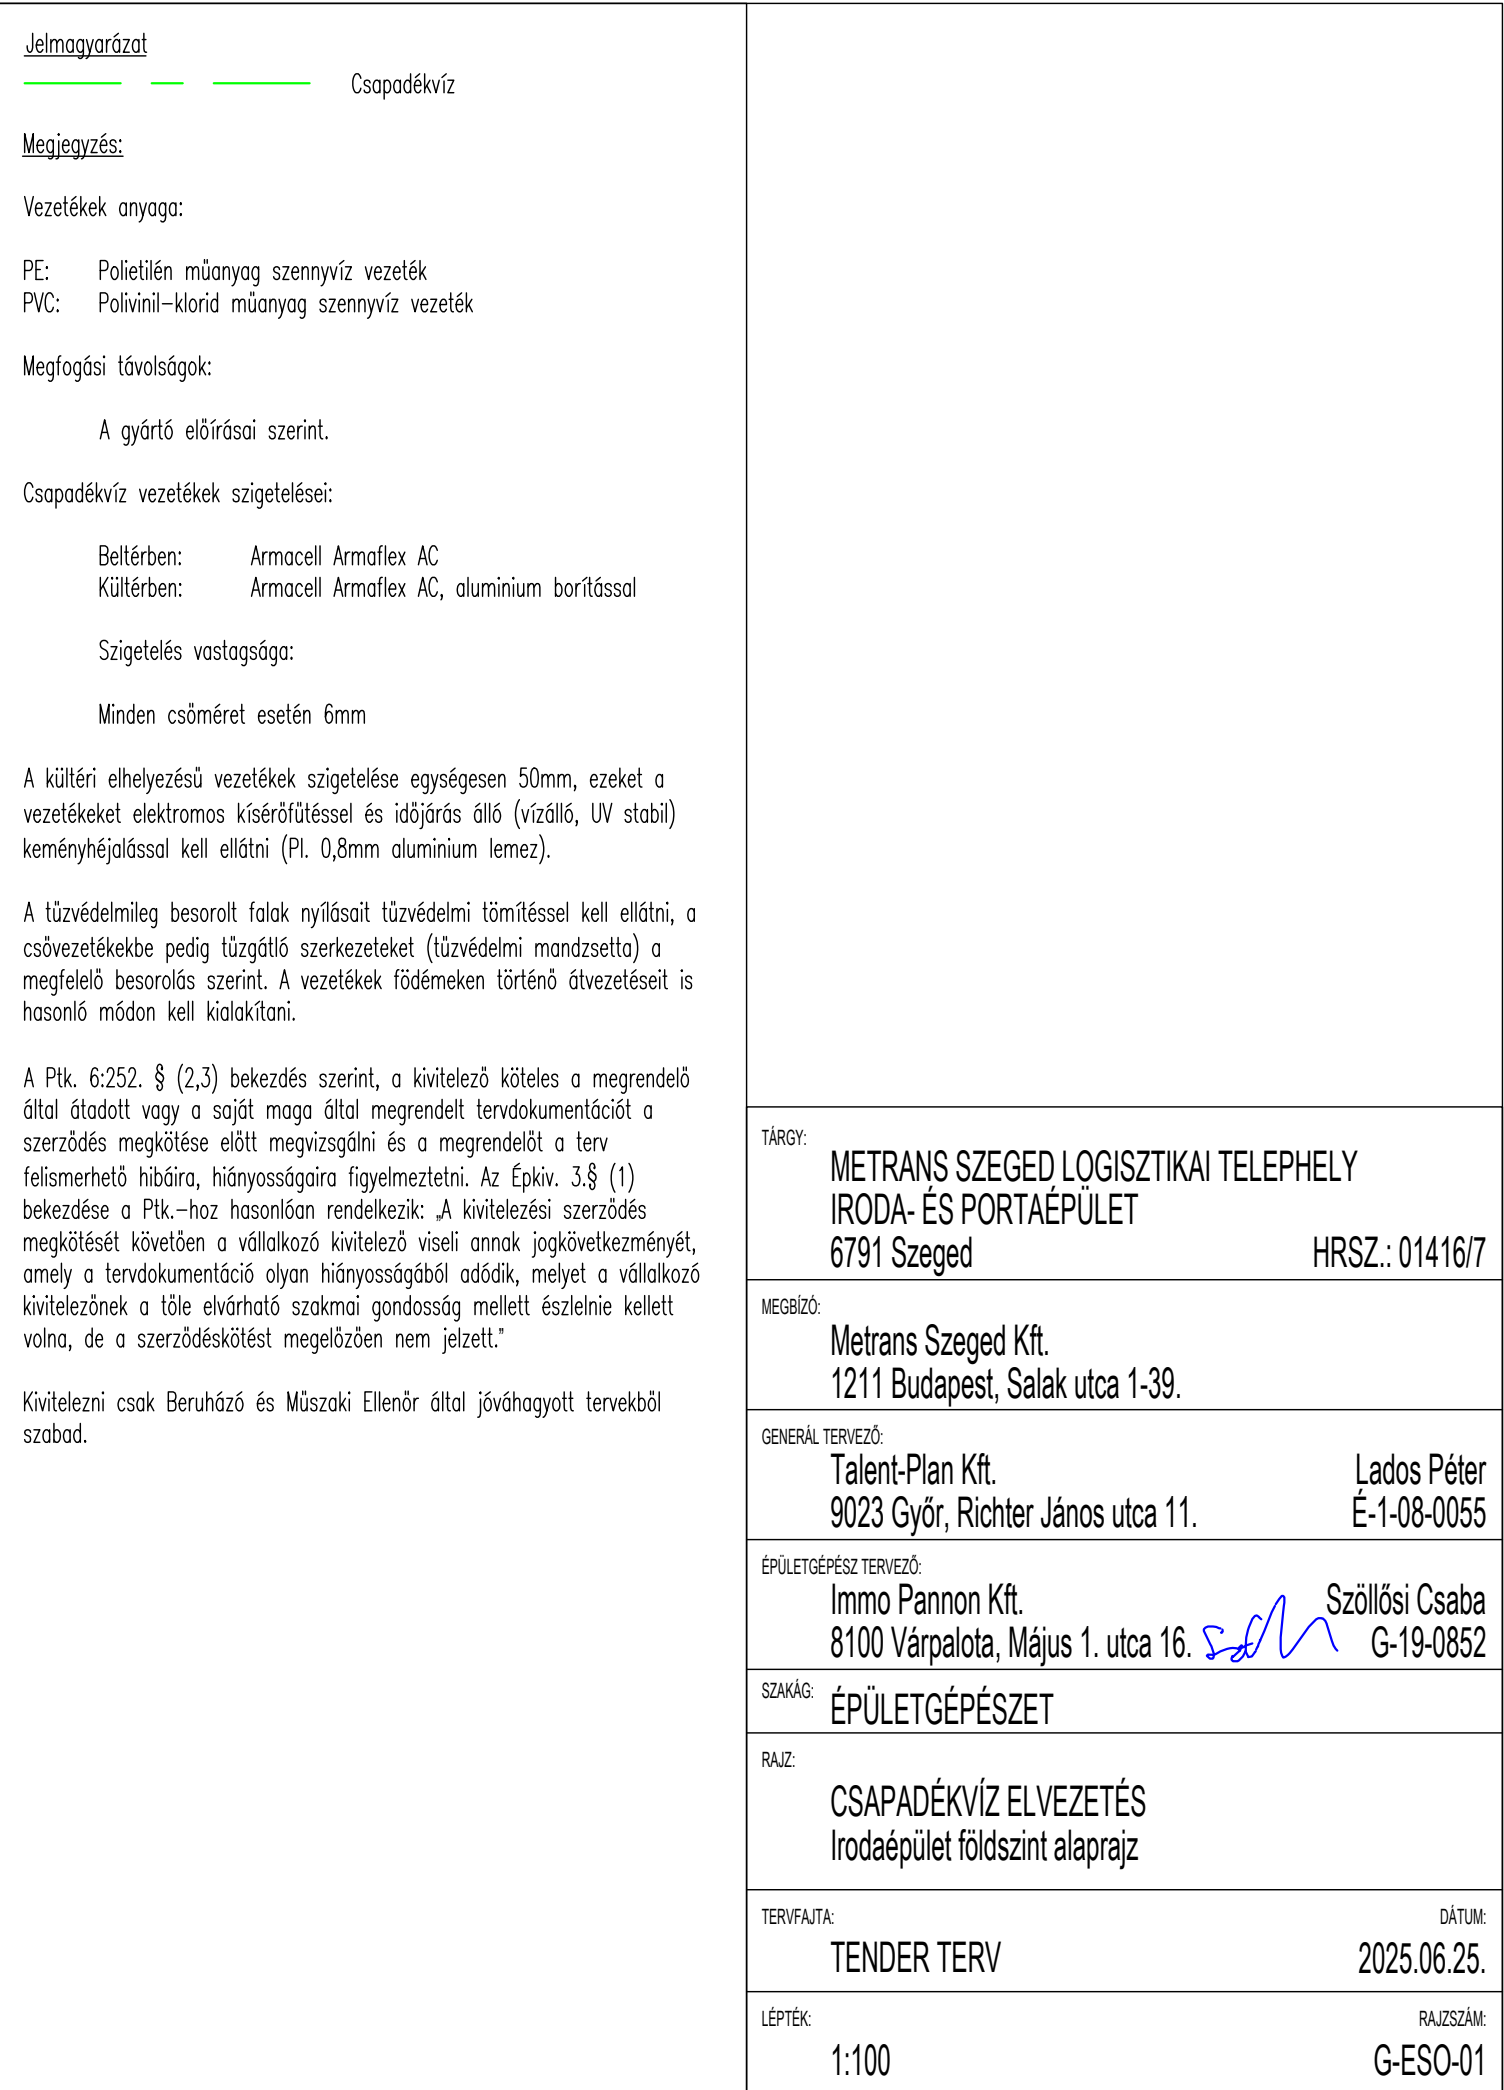 Jelmagyarázat
Csapadékvíz
Megjegyzés:
Vezetékek anyaga:
PE: Polietilén műanyag szennyvíz vezeték
PVC: Polivinil-klorid műanyag szennyvíz vezeték
Megfogási távolságok:
A gyártó előírásai szerint.
Csapadékvíz vezetékek szigetelései:
Beltérben: Armacell Armaflex AC
Kültérben: Armacell Armaflex AC, aluminium borítással
Szigetelés vastagsága:
Minden csőméret esetén 6mm
A kültéri elhelyezésű vezetékek szigetelése egységesen 50mm, ezeket a
vezetékeket elektromos kísérőfűtéssel és időjárás álló (vízálló, UV stabil)
keményhéjalással kell ellátni (Pl. 0,8mm aluminium lemez).
A tűzvédelmileg besorolt falak nyílásait tűzvédelmi tömítéssel kell ellátni, a
csővezetékekbe pedig tűzgátló szerkezeteket (tűzvédelmi mandzsetta) a
megfelelő besorolás szerint. A vezetékek födémeken történő átvezetéseit is
hasonló módon kell kialakítani.
A Ptk. 6:252. § (2,3) bekezdés szerint, a kivitelező köteles a megrendelő
által átadott vagy a saját maga által megrendelt tervdokumentációt a
szerződés megkötése előtt megvizsgálni és a megrendelőt a terv
felismerhető hibáira, hiányosságaira figyelmeztetni. Az Épkiv. 3.§ (1)
bekezdése a Ptk.-hoz hasonlóan rendelkezik: „A kivitelezési szerződés
megkötését követően a vállalkozó kivitelező viseli annak jogkövetkezményét,
amely a tervdokumentáció olyan hiányosságából adódik, melyet a vállalkozó
kivitelezőnek a tőle elvárható szakmai gondosság mellett észlelnie kellett
volna, de a szerződéskötést megelőzően nem jelzett."
Kivitelezni csak Beruházó és Műszaki Ellenőr által jóváhagyott tervekből
szabad.
TÁRGY:
METRANS SZEGED LOGISZTIKAI TELEPHELY
IRODA- ÉS PORTAÉPÜLET
6791 Szeged HRSZ.: 01416/7
MEGBÍZÓ:
Metrans Szeged Kft.
1211 Budapest, Salak utca 1-39.
GENERÁL TERVEZŐ:
Talent-Plan Kft. Lados Péter
9023 Győr, Richter János utca 11. É-1-08-0055
ÉPÜLETGÉPÉSZ TERVEZŐ:
Immo Pannon Kft. Szöllősi Csaba
8100 Várpalota, Május 1. utca 16. G-19-0852
SZAKÁG: ÉPÜLETGÉPÉSZET
RAJZ:
CSAPADÉKVÍZ ELVEZETÉS
Irodaépület földszint alaprajz
TERVFAJTA: DÁTUM:
TENDER TERV 2025.06.25.
LÉPTÉK: RAJZSZÁM:
1:100 G-ESO-01